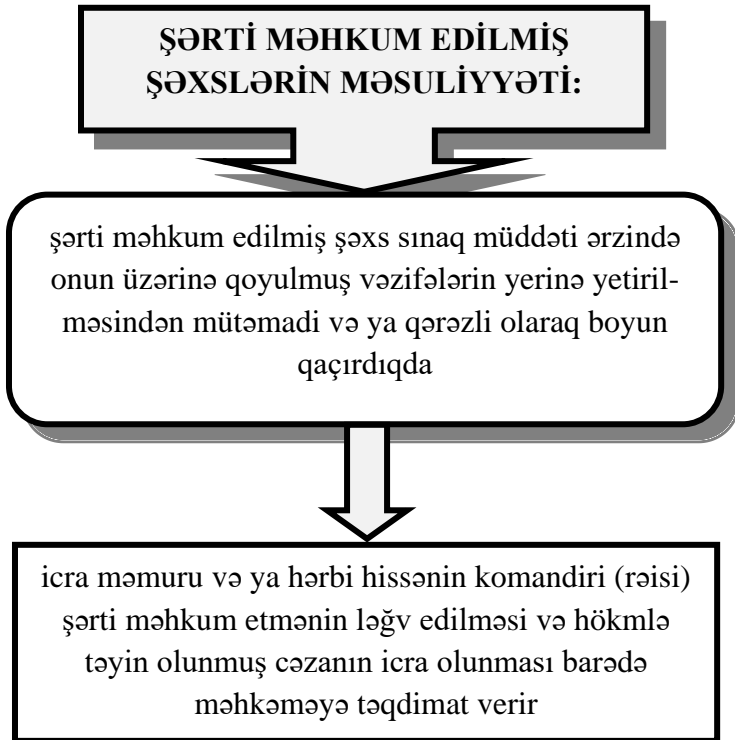 ŞƏRTİ MƏHKUM EDİLMİŞ
ŞƏXSLƏRİN MƏSULİYYƏTİ:
şərti məhkum edilmiş şəxs sınaq müddəti ərzində
onun üzərinə qoyulmuş vəzifələrin yerinə yetiril-
məsindən mütəmadi və ya qərəzli olaraq boyun
qaçırdıqda
icra məmuru və ya hərbi hissənin komandiri (rəisi)
şərti məhkum etmənin ləğv edilməsi və hökmlə
təyin olunmuş cəzanın icra olunması barədə
məhkəməyə təqdimat verir